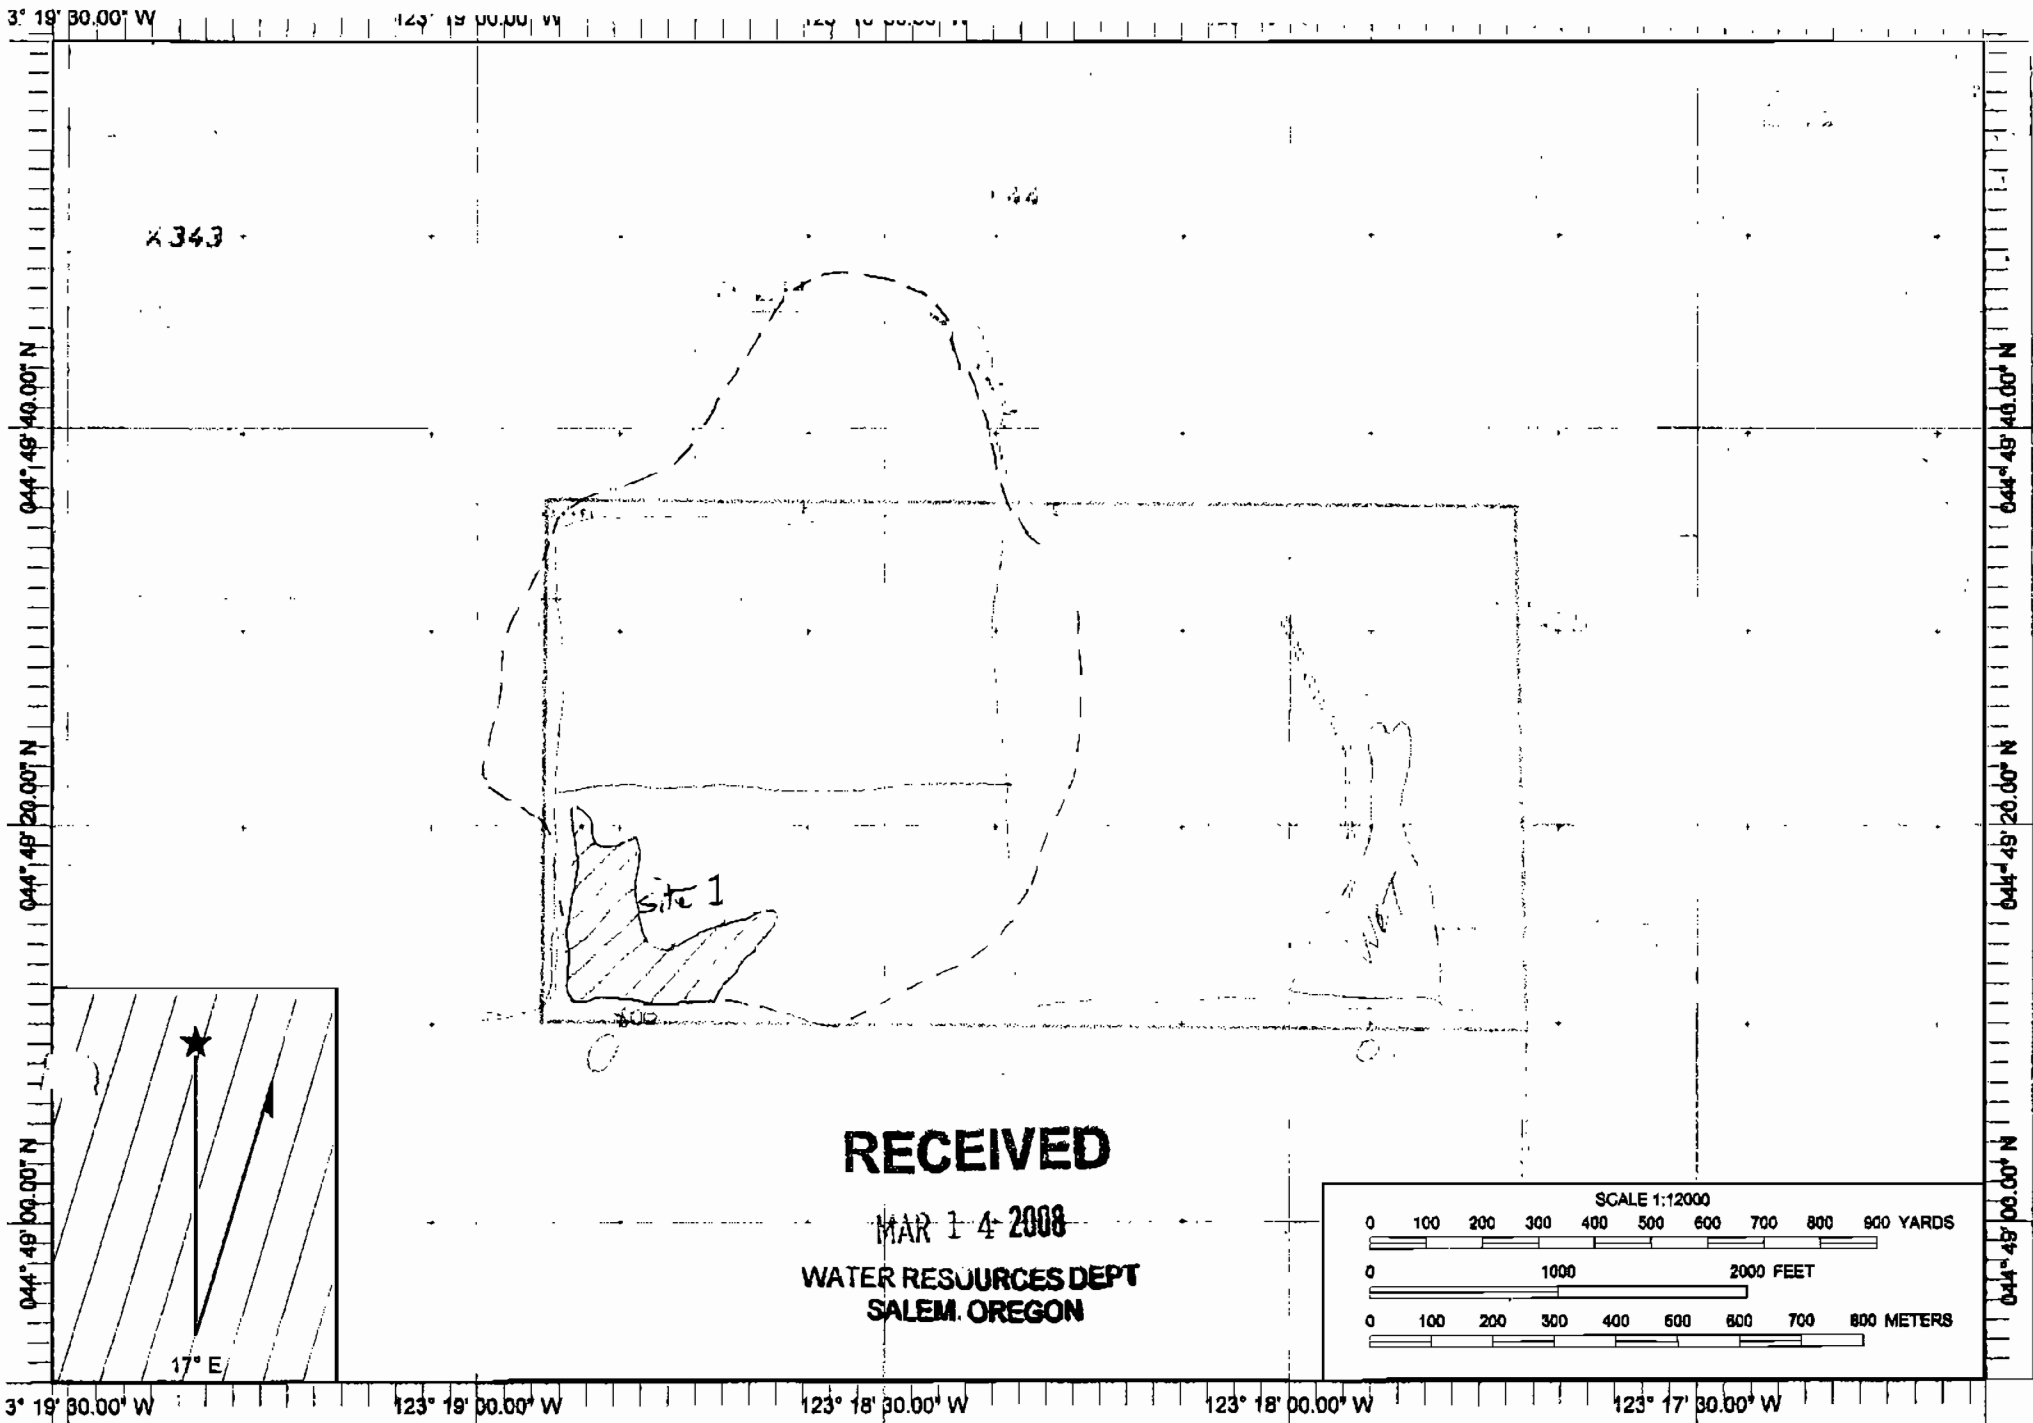 3° 19' 30.00" W
123° 19' 00.00" W
X 343
44
044° 49' 40.00" N
044° 49' 40.00" N
044° 49' 20.00" N
044° 49' 20.00" N
site 1
RECEIVED
MAR 14 2008
WATER RESOURCES DEPT
SALEM, OREGON
044° 49' 00.00" N
044° 49' 00.00" N
17° E
SCALE 1:12000
0 100 200 300 400 500 600 700 800 900 YARDS
0 1000 2000 FEET
0 100 200 300 400 500 600 700 800 METERS
3° 19' 30.00" W
123° 19' 00.00" W
123° 18' 30.00" W
123° 18' 00.00" W
123° 17' 30.00" W